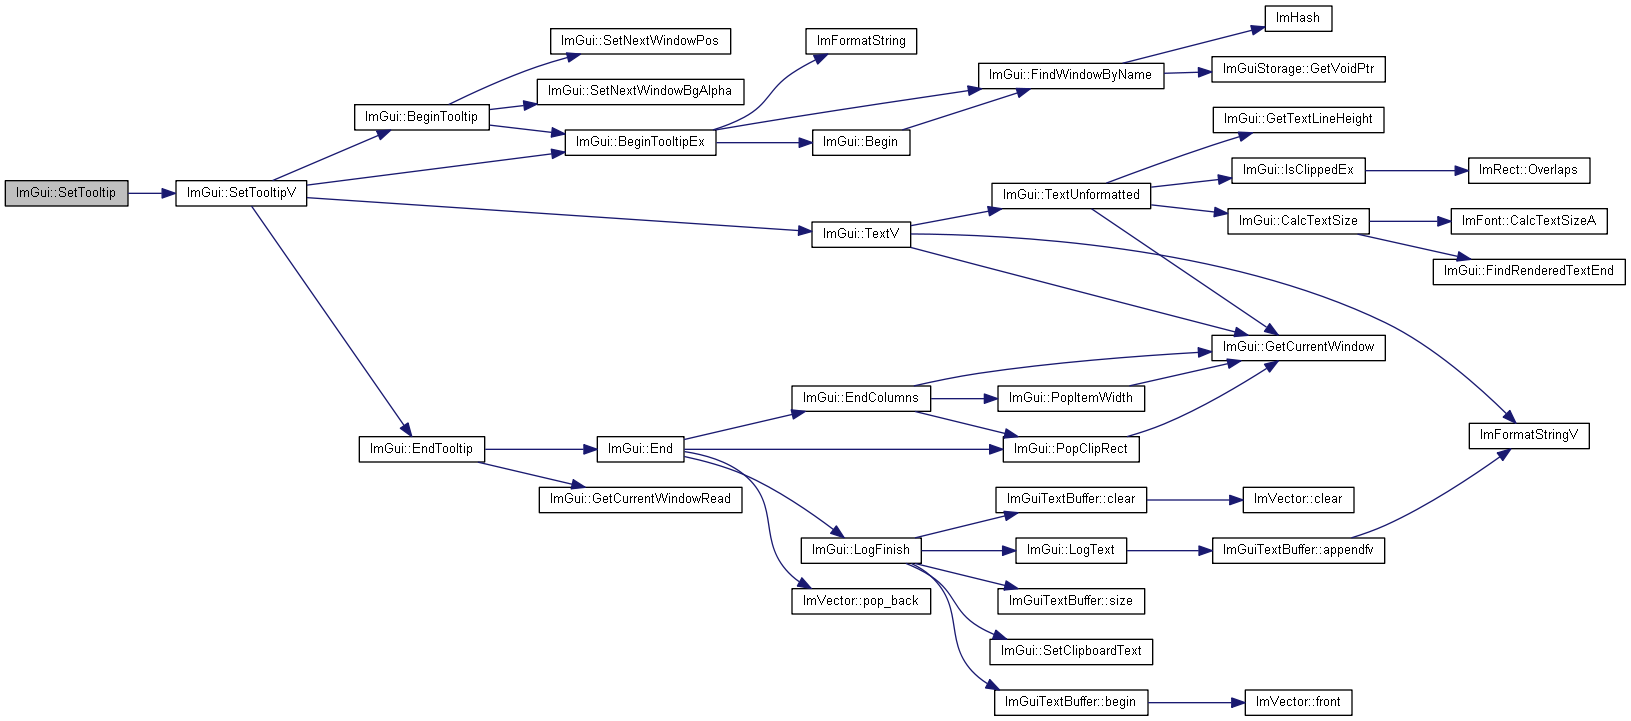 ImGui::SetTooltip
ImGui::SetTooltipV
ImGui::BeginTooltip
ImGui::EndTooltip
ImGui::SetNextWindowPos
ImGui::SetNextWindowBgAlpha
ImGui::BeginTooltipEx
ImGui::End
ImGui::GetCurrentWindowRead
ImFormatString
ImGui::Begin
ImGui::TextV
ImGui::EndColumns
ImGui::LogFinish
ImVector::pop_back
ImGui::FindWindowByName
ImGui::TextUnformatted
ImGui::PopItemWidth
ImGui::PopClipRect
ImGuiTextBuffer::clear
ImGui::LogText
ImGuiTextBuffer::size
ImGui::SetClipboardText
ImGuiTextBuffer::begin
ImHash
ImGuiStorage::GetVoidPtr
ImGui::GetTextLineHeight
ImGui::IsClippedEx
ImGui::CalcTextSize
ImGui::GetCurrentWindow
ImVector::clear
ImGuiTextBuffer::appendfv
ImVector::front
ImRect::Overlaps
ImFont::CalcTextSizeA
ImGui::FindRenderedTextEnd
ImFormatStringV